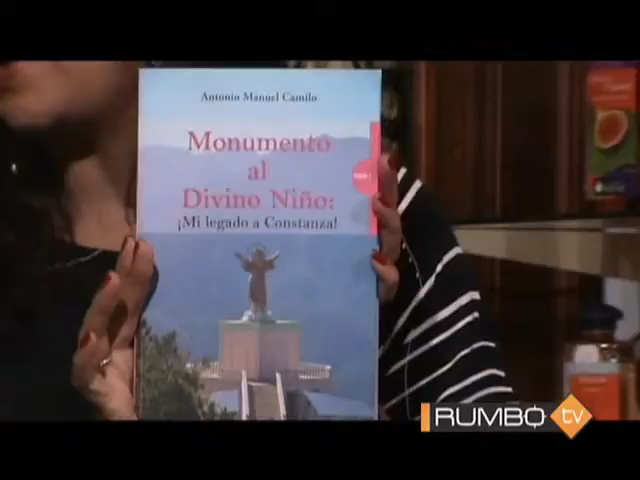 Antonio Manuel Camilo
Monumento
al
Divino Niño:
¡Mi legado a Constanza!
RUMBO tv